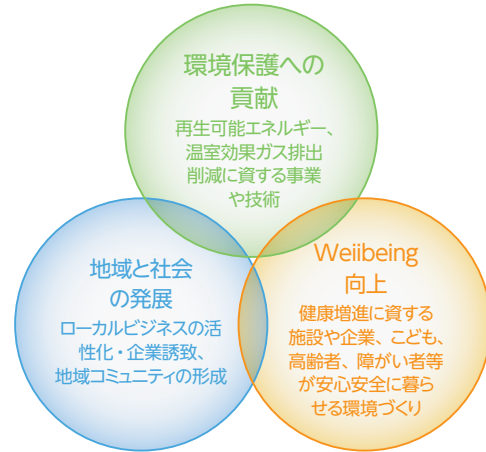 環境保護への
貢献
再生可能エネルギー、
温室効果ガス排出
削減に資する事業
や技術
地域と社会
の発展
ローカルビジネスの活
性化・企業誘致、
地域コミュニティの形成
Weiibeing
向上
健康増進に資する
施設や企業、こども、
高齢者、障がい者等
が安心安全に暮ら
せる環境づくり